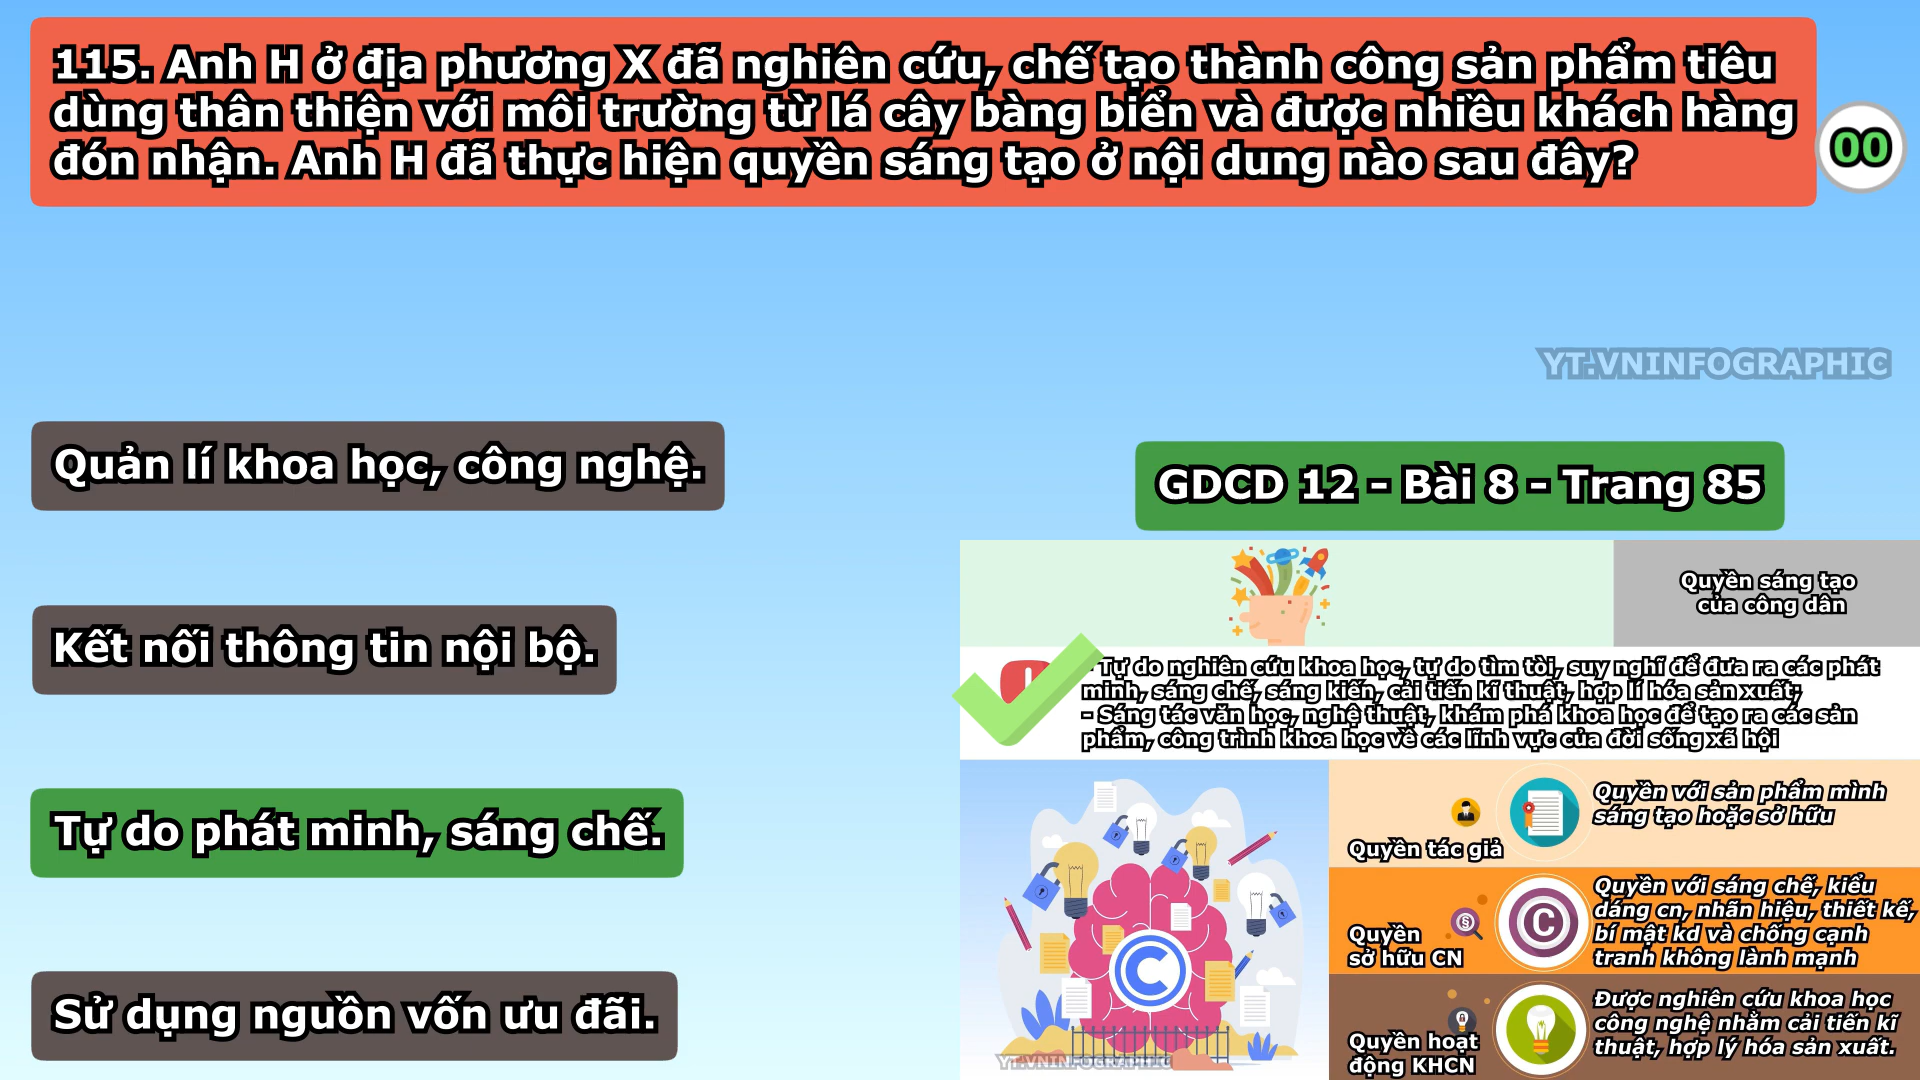 115. Anh H ở địa phương X đã nghiên cứu, chế tạo thành công sản phẩm tiêu
dùng thân thiện với môi trường từ lá cây bàng biển và được nhiều khách hàng
đón nhận. Anh H đã thực hiện quyền sáng tạo ở nội dung nào sau đây?
00
YT.VNINFOGRAPHIC
Quản lí khoa học, công nghệ.
Kết nối thông tin nội bộ.
Tự do phát minh, sáng chế.
Sử dụng nguồn vốn ưu đãi.
GDCD 12 - Bài 8 - Trang 85
Quyền sáng tạo
của công dân
- Tự do nghiên cứu khoa học, tự do tìm tòi, suy nghĩ để đưa ra các phát
minh, sáng chế, sáng kiến, cải tiến kĩ thuật, hợp lí hóa sản xuất;
- Sáng tác văn học, nghệ thuật, khám phá khoa học để tạo ra các sản
phẩm, công trình khoa học về các lĩnh vực của đời sống xã hội
Quyền tác giả
Quyền với sản phẩm mình
sáng tạo hoặc sở hữu
Quyền
sở hữu CN
Quyền với sáng chế, kiểu
dáng cn, nhãn hiệu, thiết kế,
bí mật kd và chống cạnh
tranh không lành mạnh
Quyền hoạt
động KHCN
Được nghiên cứu khoa học
công nghệ nhằm cải tiến kĩ
thuật, hợp lý hóa sản xuất.
YT.VNINFOGRAPHIC